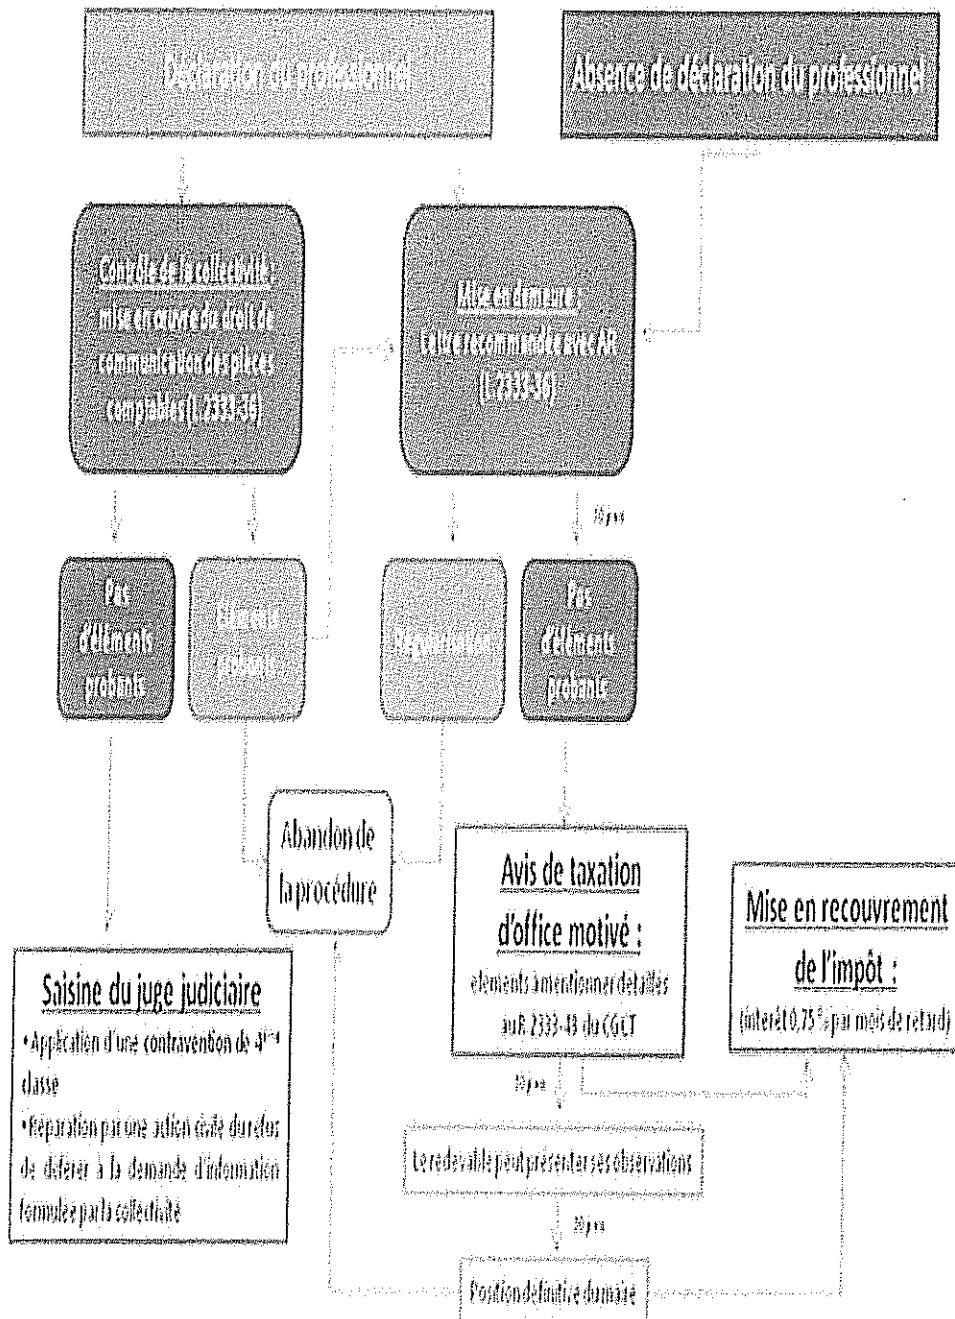 Déclaration du professionnel
Absence de déclaration du professionnel
Contrôle de la collectivité :
mise en œuvre du droit de
communication des pièces
comptables (L 2333-36)
Mise en demeure :
Lettre recommandée avec AR
(L 2333-36)
Pas
d'éléments
probants
Eléments
probants
Régularisation
Pas
d'éléments
probants
Abandon de
la procédure
Avis de taxation
d'office motivé :
éléments à mentionner détaillés
au R 2333-43 du CGCT
Mise en recouvrement
de l'impôt :
(intérêt 0,75 % par mois de retard)
Saisine du juge judiciaire
•Application d'une contravention de
classe
•Réparation par une action civile du refus
de déférer à la demande d'information
formulée par la collectivité
Le redevable peut présenter ses observations
Position définitive du maire